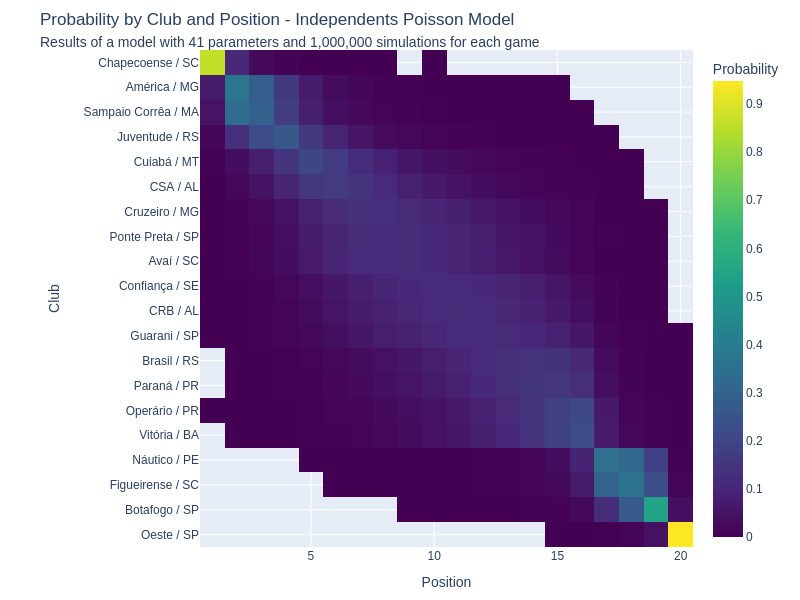 Probability by Club and Position - Independents Poisson Model
Results of a model with 41 parameters and 1,000,000 simulations for each game
Chapecoense / SC
América / MG
Sampaio Corrêa / MA
Juventude / RS
Cuiabá / MT
CSA / AL
Cruzeiro / MG
Ponte Preta / SP
Avaí / SC
Confiança / SE
CRB / AL
Guarani / SP
Brasil / RS
Paraná / PR
Operário / PR
Vitória / BA
Náutico / PE
Figueirense / SC
Botafogo / SP
Oeste / SP
Club
5
10
15
20
Position
Probability
0.9
0.8
0.7
0.6
0.5
0.4
0.3
0.2
0.1
0